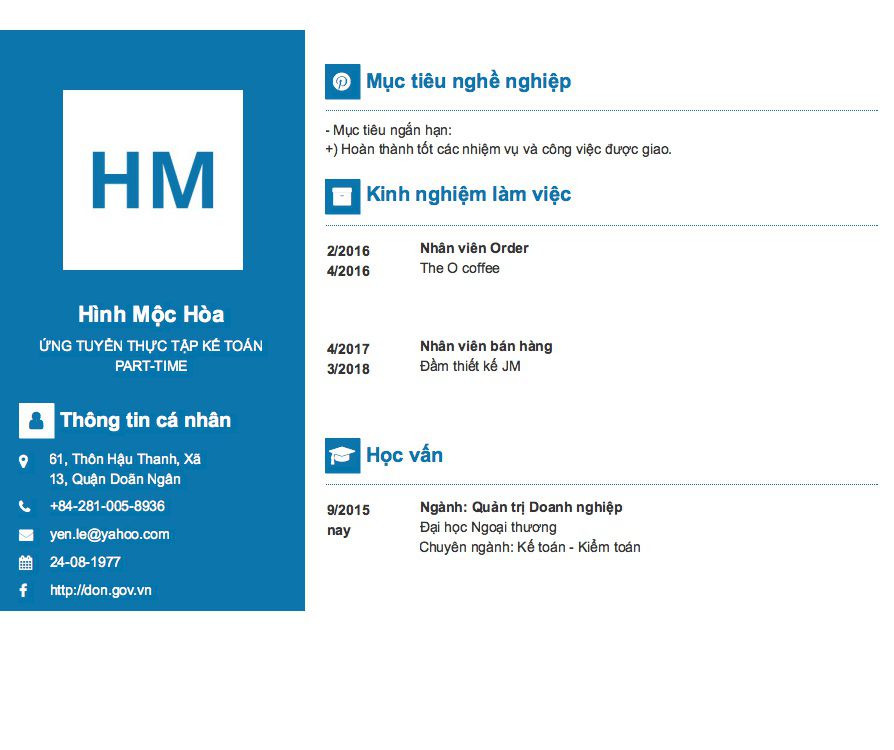 HM
Hình Mộc Hòa
ỨNG TUYỂN THỰC TẬP KẾ TOÁN
PART-TIME
Thông tin cá nhân
61, Thôn Hậu Thanh, Xã
13, Quận Doãn Ngân
+84-281-005-8936
yen.le@yahoo.com
24-08-1977
http://don.gov.vn
Mục tiêu nghề nghiệp
- Mục tiêu ngắn hạn:
+) Hoàn thành tốt các nhiệm vụ và công việc được giao.
Kinh nghiệm làm việc
2/2016 Nhân viên Order
4/2016 The O coffee
4/2017 Nhân viên bán hàng
3/2018 Đầm thiết kế JM
Học vấn
9/2015 Ngành: Quản trị Doanh nghiệp
nay Đại học Ngoại thương
Chuyên ngành: Kế toán - Kiểm toán